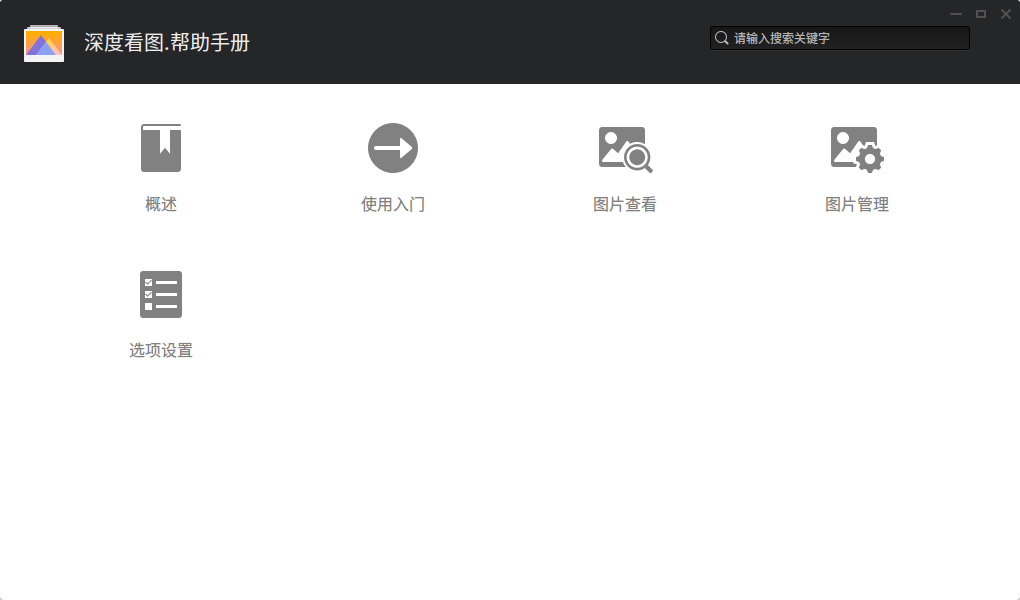 深度看图.帮助手册
请输入搜索关键字
概述
使用入门
图片查看
图片管理
选项设置